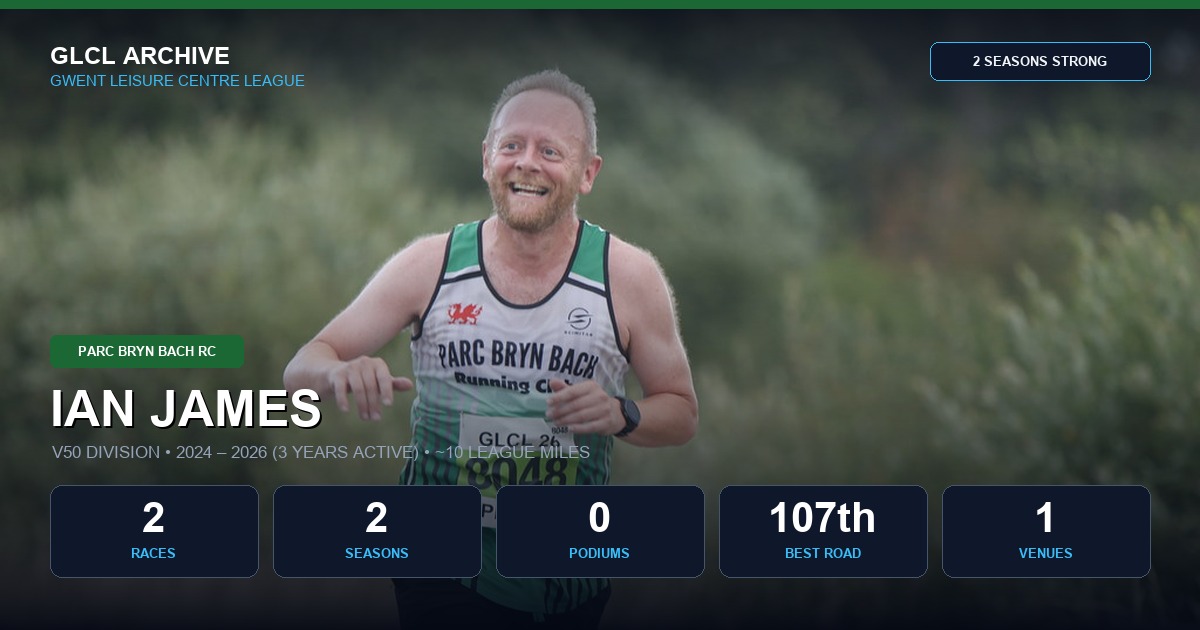 GLCL ARCHIVE
GWENT LEISURE CENTRE LEAGUE
2 SEASONS STRONG
SCIMITAR
PARC BRYN BACH
Running Club
PARC BRYN BACH RC
IAN JAMES
GLCL 26
8048
V50 DIVISION • 2024 – 2026 (3 YEARS ACTIVE) • ~10 LEAGUE MILES
8048
2
RACES
2
SEASONS
0
PODIUMS
107th
BEST ROAD
1
VENUES